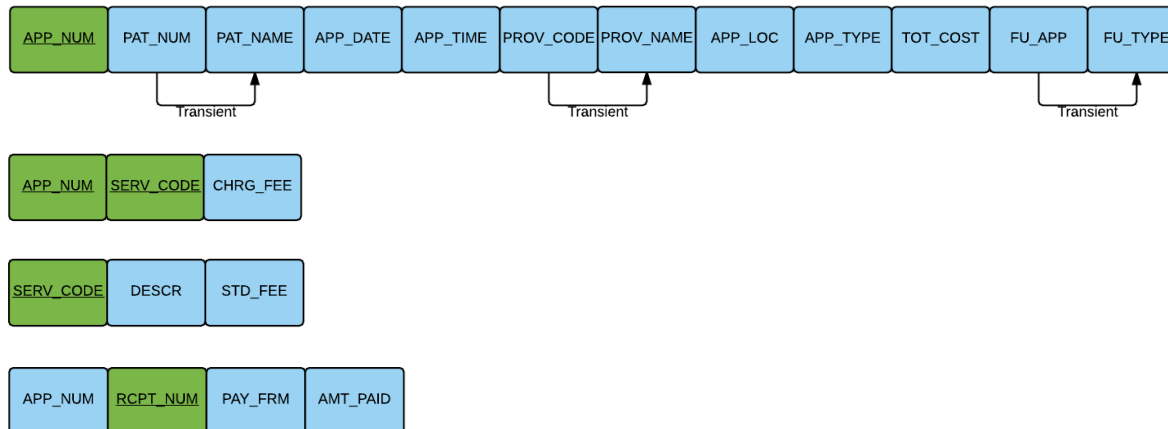 APP_NUM PAT_NUM PAT_NAME APP_DATE APP_TIME PROV_CODE PROV_NAME APP_LOC APP_TYPE TOT_COST FU_APP FU_TYPE
Transient Transient Transient
APP_NUM SERV_CODE CHRG_FEE
SERV_CODE DESCR STD_FEE
APP_NUM RCPT_NUM PAY_FRM AMT_PAID